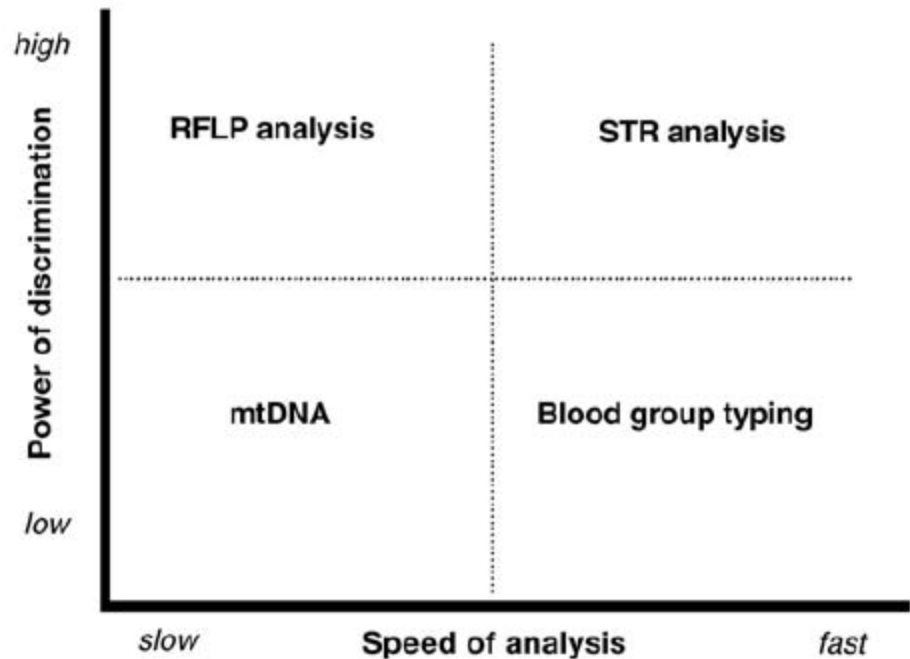 high
Power of discrimination
low
RFLP analysis
STR analysis
mtDNA
Blood group typing
slow
Speed of analysis
fast